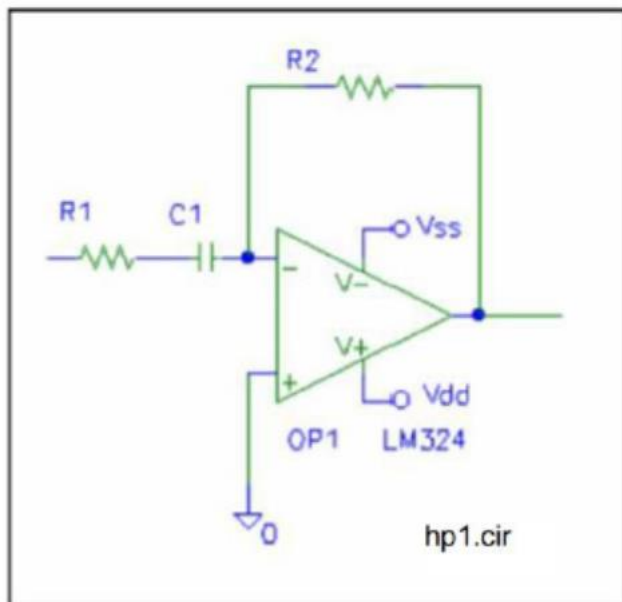 R2
R1
C1
Vss
-
V-
V+
+
Vdd
OP1
LM324
0
hp1.cir